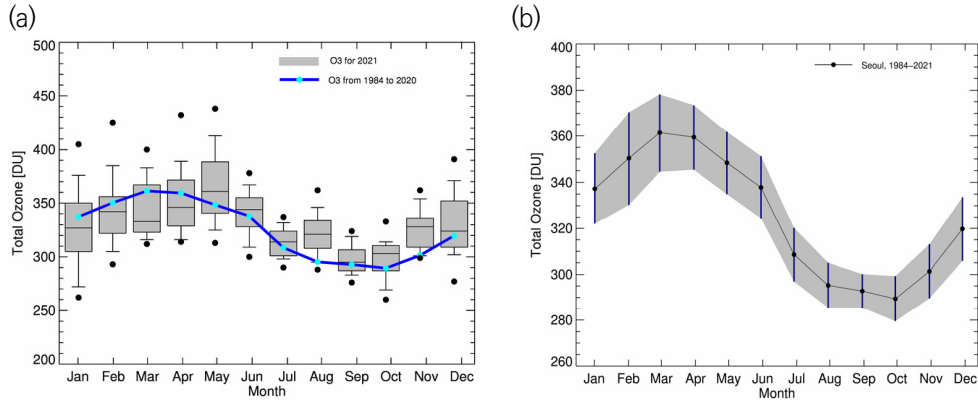 (a)
500
450
400
350
300
350
200
Total Ozone [DU]
O3 for 2021
O3 from 1984 to 2020
Jan Feb Mar Apr May Jun Jul Aug Sep Oct Nov Dec
Month
(b)
400
380
360
340
320
300
280
260
Total Ozone [DU]
Seoul, 1984–2021
Jan Feb Mar Apr May Jun Jul Aug Sep Oct Nov Dec
Month